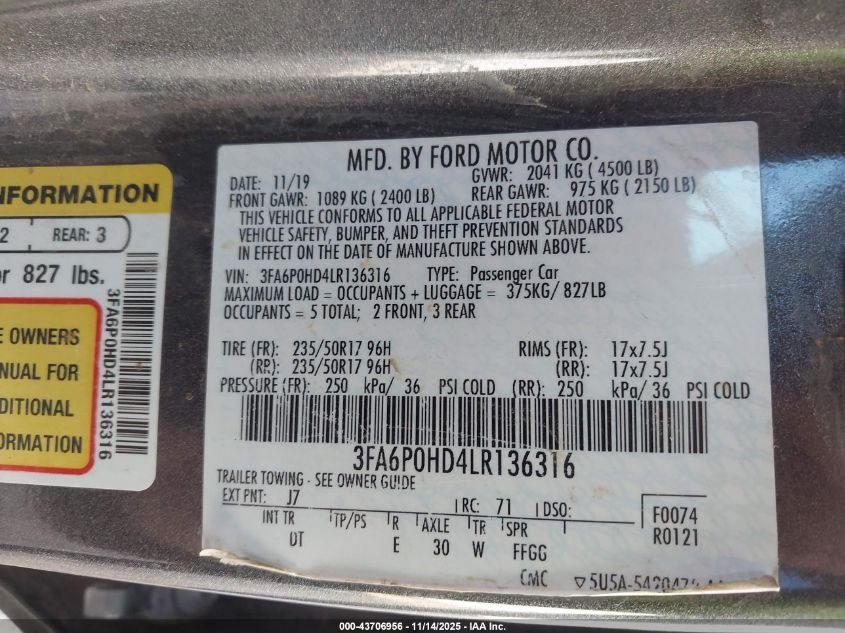 NFORMATION
2
REAR: 3
or 827 lbs.
3FA6P0HD4LR136316
E OWNERS
NUAL FOR
DITIONAL
ORMATION
MFD. BY FORD MOTOR CO.
DATE: 11/19 GVWR: 2041 KG ( 4500 LB)
FRONT GAWR: 1089 KG ( 2400 LB) REAR GAWR: 975 KG ( 2150 LB)
THIS VEHICLE CONFORMS TO ALL APPLICABLE FEDERAL MOTOR
VEHICLE SAFETY, BUMPER, AND THEFT PREVENTION STANDARDS
IN EFFECT ON THE DATE OF MANUFACTURE SHOWN ABOVE.
VIN: 3FA6P0HD4LR136316 TYPE: Passenger Car
MAXIMUM LOAD = OCCUPANTS + LUGGAGE = 375KG/ 827LB
OCCUPANTS = 5 TOTAL; 2 FRONT, 3 REAR
TIRE (FR): 235/50R17 96H RIMS (FR): 17x7.5J
(RR): 235/50R17 96H (RR): 17x7.5J
PRESSURE (FR): 250 kPa/ 36 PSI COLD (RR): 250 kPa/ 36 PSI COLD
3FA6P0HD4LR136316
TRAILER TOWING - SEE OWNER GUIDE
EXT PNT: J7 RC: 71 DSO: F0074
INT TR TP/PS R AXLE TR SPR R0121
DT E 30 W FFGG
CMC
000-43706956 - 11/14/2025 - IAA Inc.